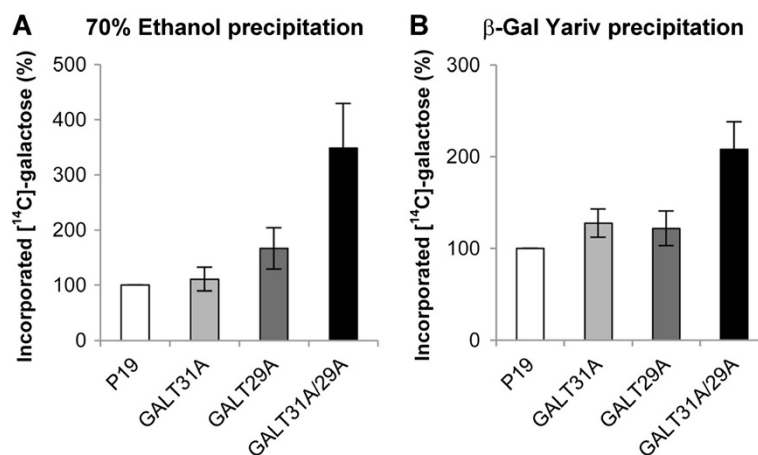 A 70% Ethanol precipitation
Incorporated [¹⁴C]-galactose (%)
500
400
300
200
100
0
P19
GALT31A
GALT29A
GALT31A/29A
B β-Gal Yariv precipitation
Incorporated [¹⁴C]-galactose (%)
300
200
100
0
P19
GALT31A
GALT29A
GALT31A/29A